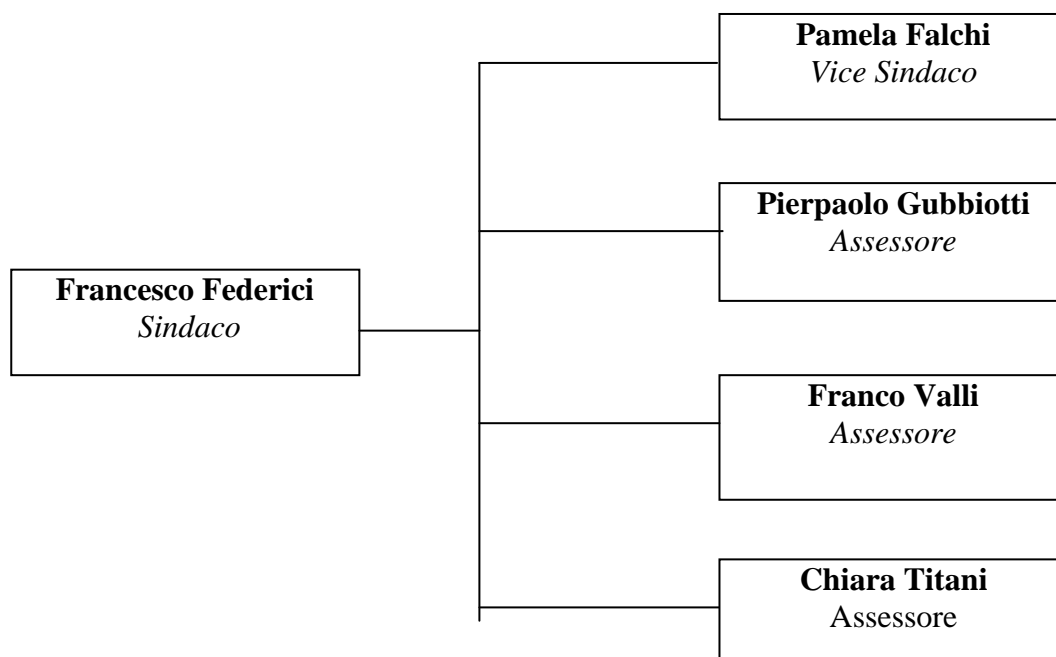 Pamela Falchi
Vice Sindaco
Pierpaolo Gubbiotti
Assessore
Francesco Federici
Sindaco
Franco Valli
Assessore
Chiara Titani
Assessore